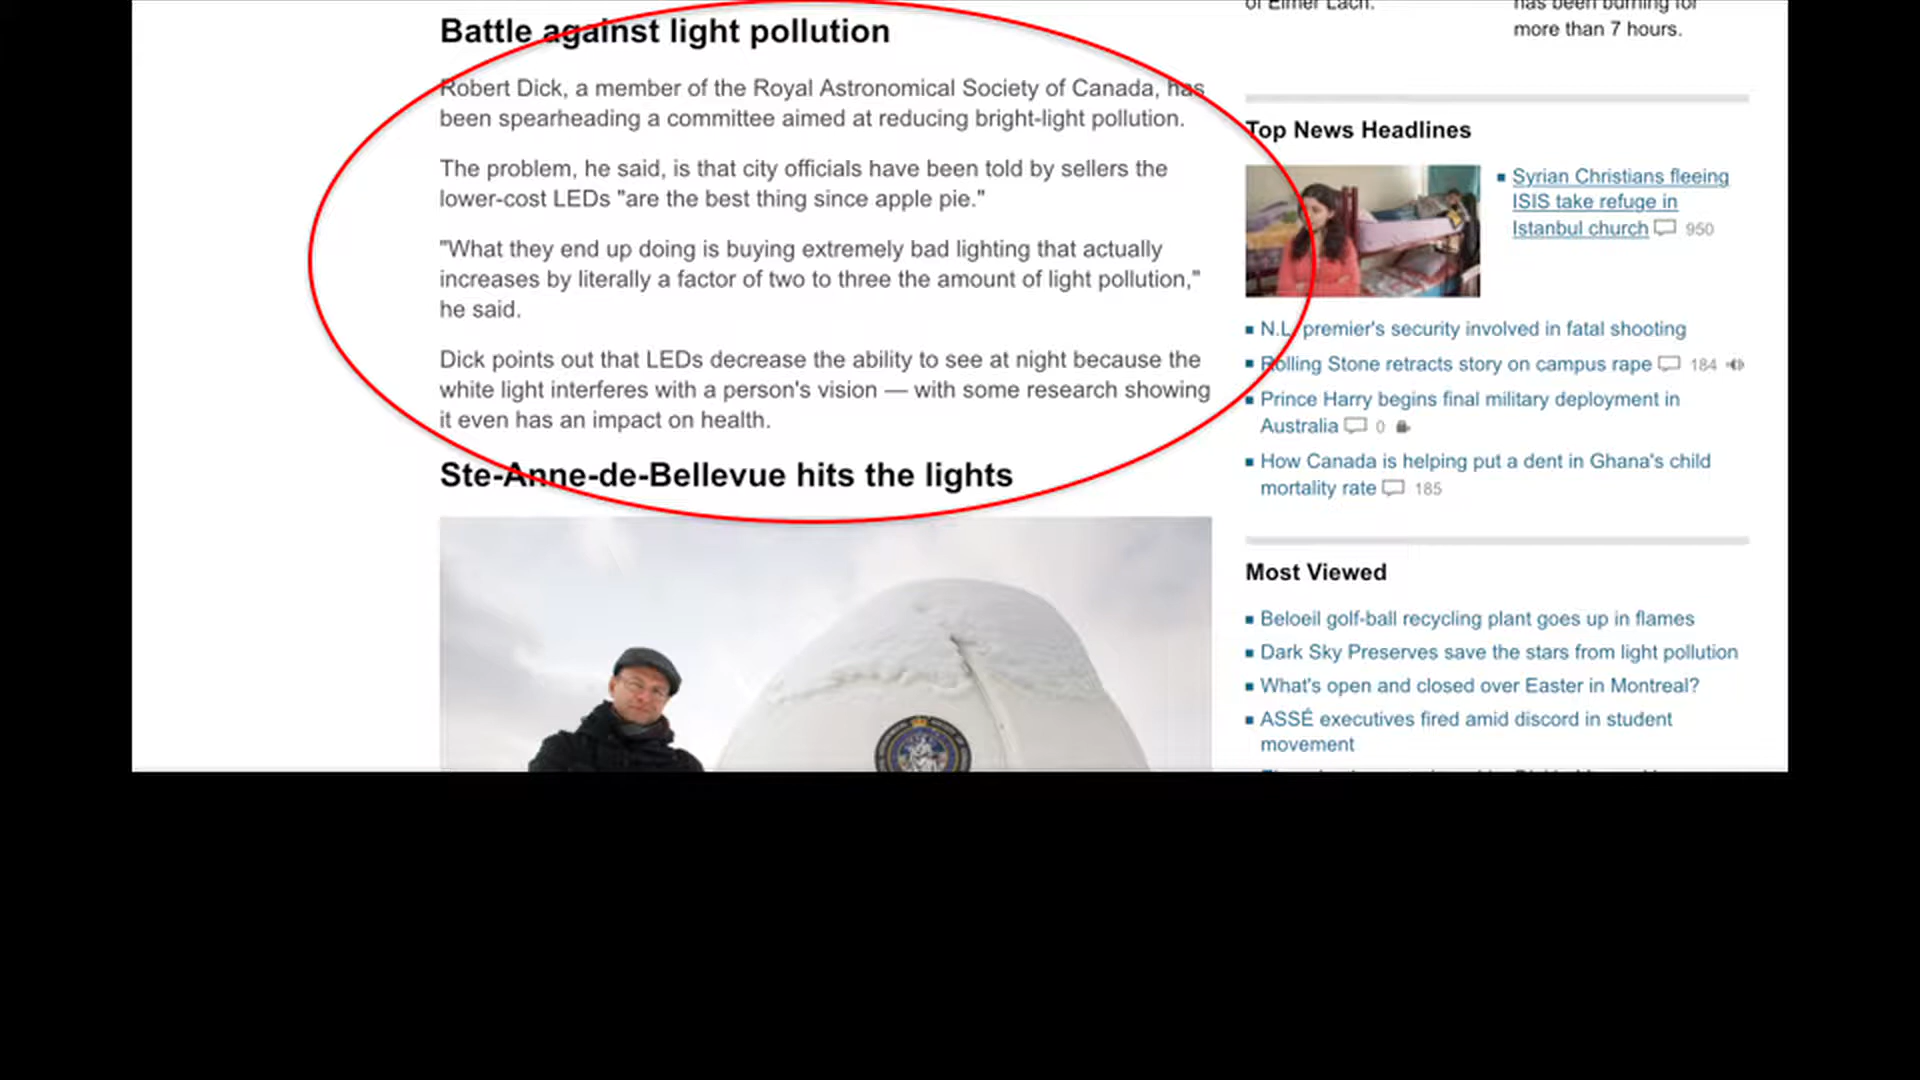 Battle against light pollution
Robert Dick, a member of the Royal Astronomical Society of Canada, has
been spearheading a committee aimed at reducing bright-light pollution.
The problem, he said, is that city officials have been told by sellers the
lower-cost LEDs "are the best thing since apple pie."
"What they end up doing is buying extremely bad lighting that actually
increases by literally a factor of two to three the amount of light pollution,"
he said.
Dick points out that LEDs decrease the ability to see at night because the
white light interferes with a person's vision — with some research showing
it even has an impact on health.
Ste-Anne-de-Bellevue hits the lights
of Elmer Lach.
has been burning for
more than 7 hours.
Top News Headlines
Syrian Christians fleeing
ISIS take refuge in
Istanbul church 950
N.L. premier's security involved in fatal shooting
Rolling Stone retracts story on campus rape 184
Prince Harry begins final military deployment in
Australia 0
How Canada is helping put a dent in Ghana's child
mortality rate 185
Most Viewed
Beloeil golf-ball recycling plant goes up in flames
Dark Sky Preserves save the stars from light pollution
What's open and closed over Easter in Montreal?
ASSÉ executives fired amid discord in student
movement